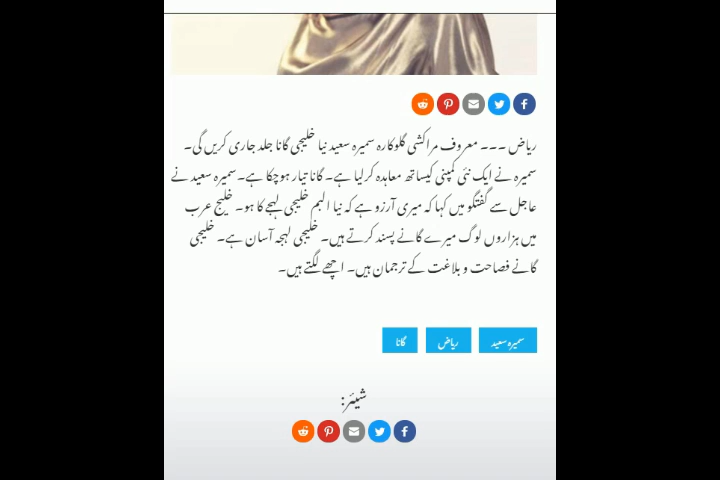 ریاض ۔۔۔ معروف مراکشی گلوکارہ سمیرہ سعید نیا خلیجی گانا جلد جاری کریں گی۔
سمیرہ نے ایک نئی کمپنی کیساتھ معاہدہ کرلیا ہے۔ گانا تیار ہوچکا ہے۔سمیرہ سعید نے
عاجل سے گفتگو میں کہا کہ میری آرزو ہے کہ نیا البم خلیجی لہجے کا ہو۔ خلیج عرب
میں ہزاروں لوگ میرے گانے پسند کرتے ہیں۔ خلیجی لہجہ آسان ہے۔ خلیجی
گانے فصاحت و بلاغت کے ترجمان ہیں۔ اچھے لگتے ہیں۔
سمیرہ سعید
ریاض
گانا
شیئر: